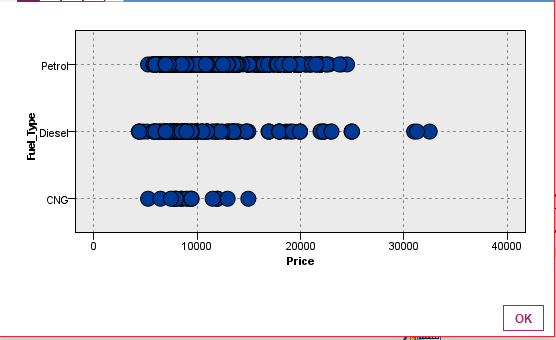 Petrol
Diesel
CNG
Fuel_Type
0 10000 20000 30000 40000
Price
OK